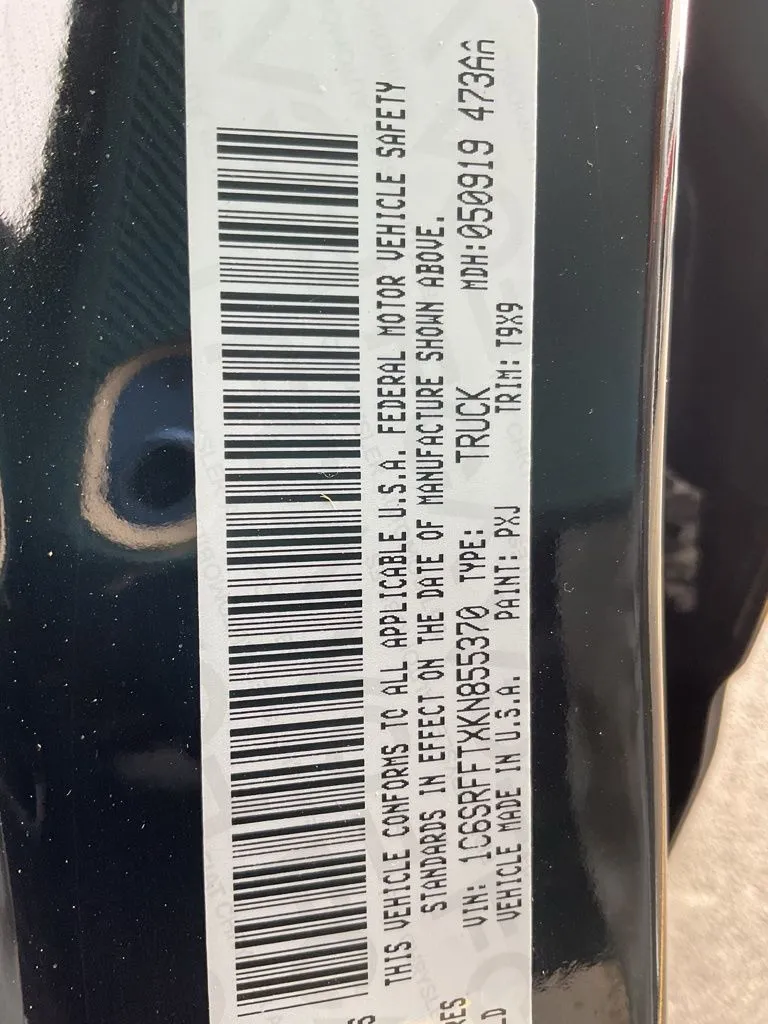 THIS VEHICLE CONFORMS TO ALL APPLICABLE U.S.A. FEDERAL MOTOR VEHICLE SAFETY
STANDARDS IN EFFECT ON THE DATE OF MANUFACTURE SHOWN ABOVE.
VIN: 1C6SRFFTXKN855370 TYPE: TRUCK MDH:050919 473AA
VEHICLE MADE IN U.S.A. PAINT: PXJ TRIM: T9X9